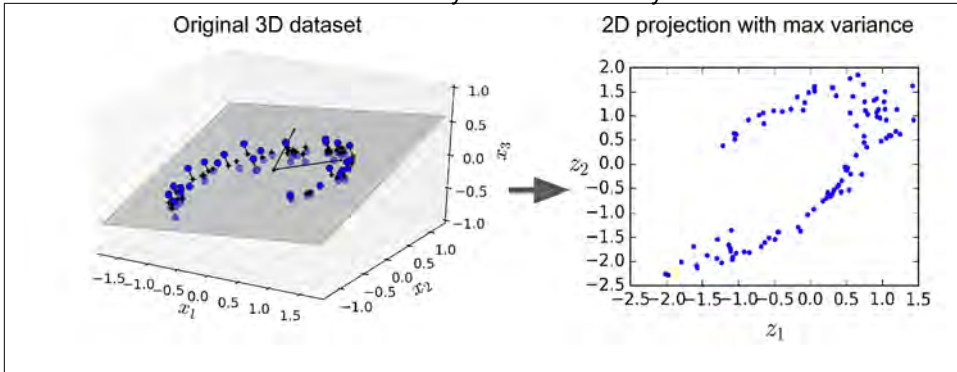 Original 3D dataset
2D projection with max variance
1.0
0.5
0.0
−0.5
−1.0
x3
−1.5 −1.0 −0.5 0.0 0.5 1.0 1.5
x1
−1.0 −0.5 0.0 0.5 1.0
x2
2.0
1.5
1.0
0.5
0.0
−0.5
−1.0
−1.5
−2.0
−2.5
z2
−2.5 −2.0 −1.5 −1.0 −0.5 0.0 0.5 1.0 1.5
z1